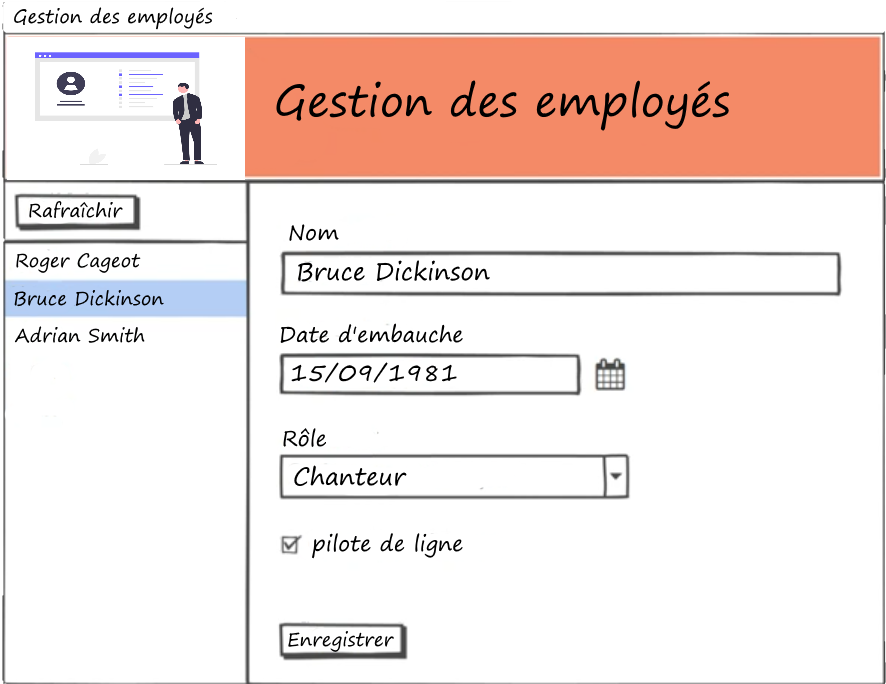 Gestion des employés
Gestion des employés
Rafraîchir
Roger Cageot
Bruce Dickinson
Adrian Smith
Nom
Bruce Dickinson
Date d'embauche
15/09/1981
Rôle
Chanteur
pilote de ligne
Enregistrer